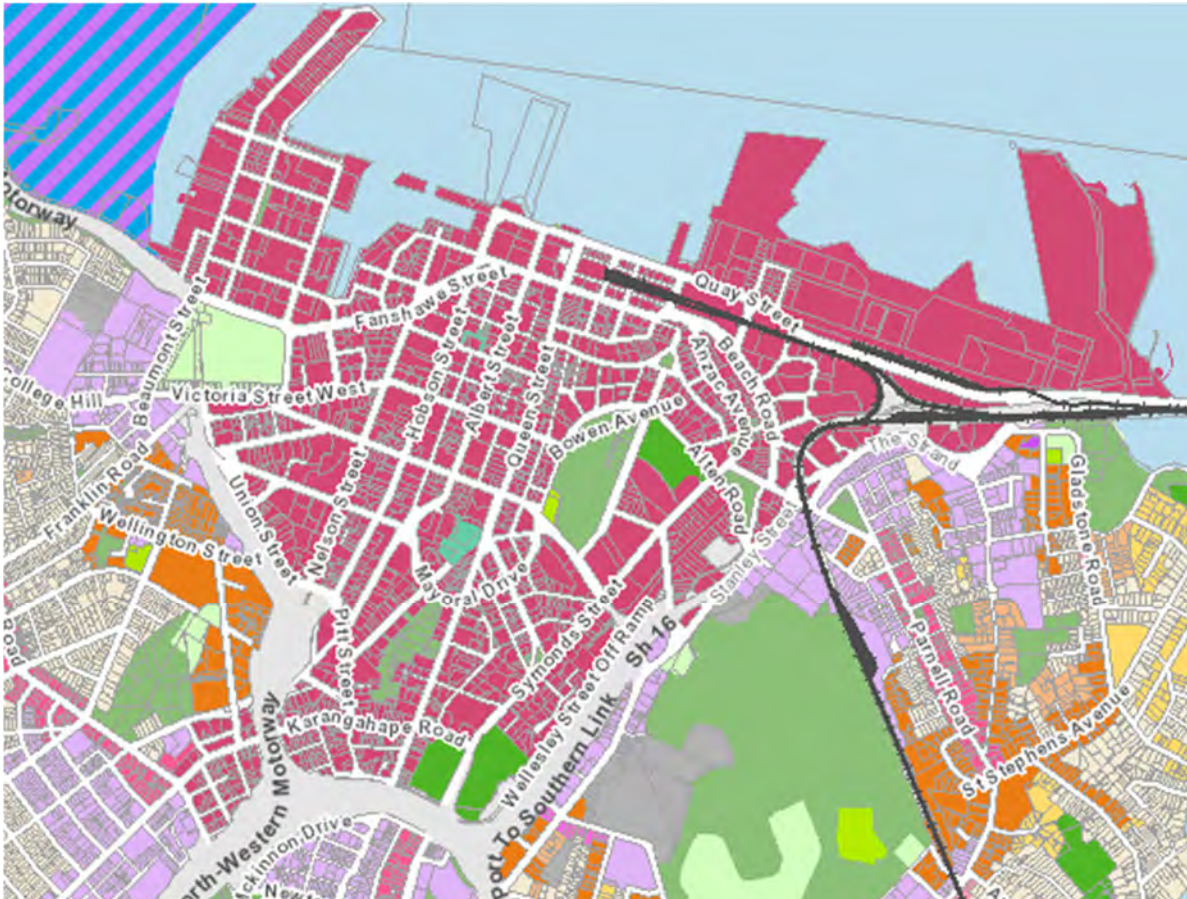 otorway
Quay Street
Fanshawe Street
Beaumont Street
Hobson Street
Albert Street
Queen Street
Beach Road
Anzac Avenue
College Hill
Victoria Street West
Bowen Avenue
Alten Road
The Strand
Gladstone Road
Franklin Road
Union Street
Nelson Street
Wellington Street
Stanley Street
Mayoral Drive
Pitt Street
Symonds Street
Wellesley Street Off Ramp
Sh-16
Parnell Road
Karangahape Road
St Stephens Avenue
North-Western Motorway
port To Southern Link
ckinnon Drive
Newt